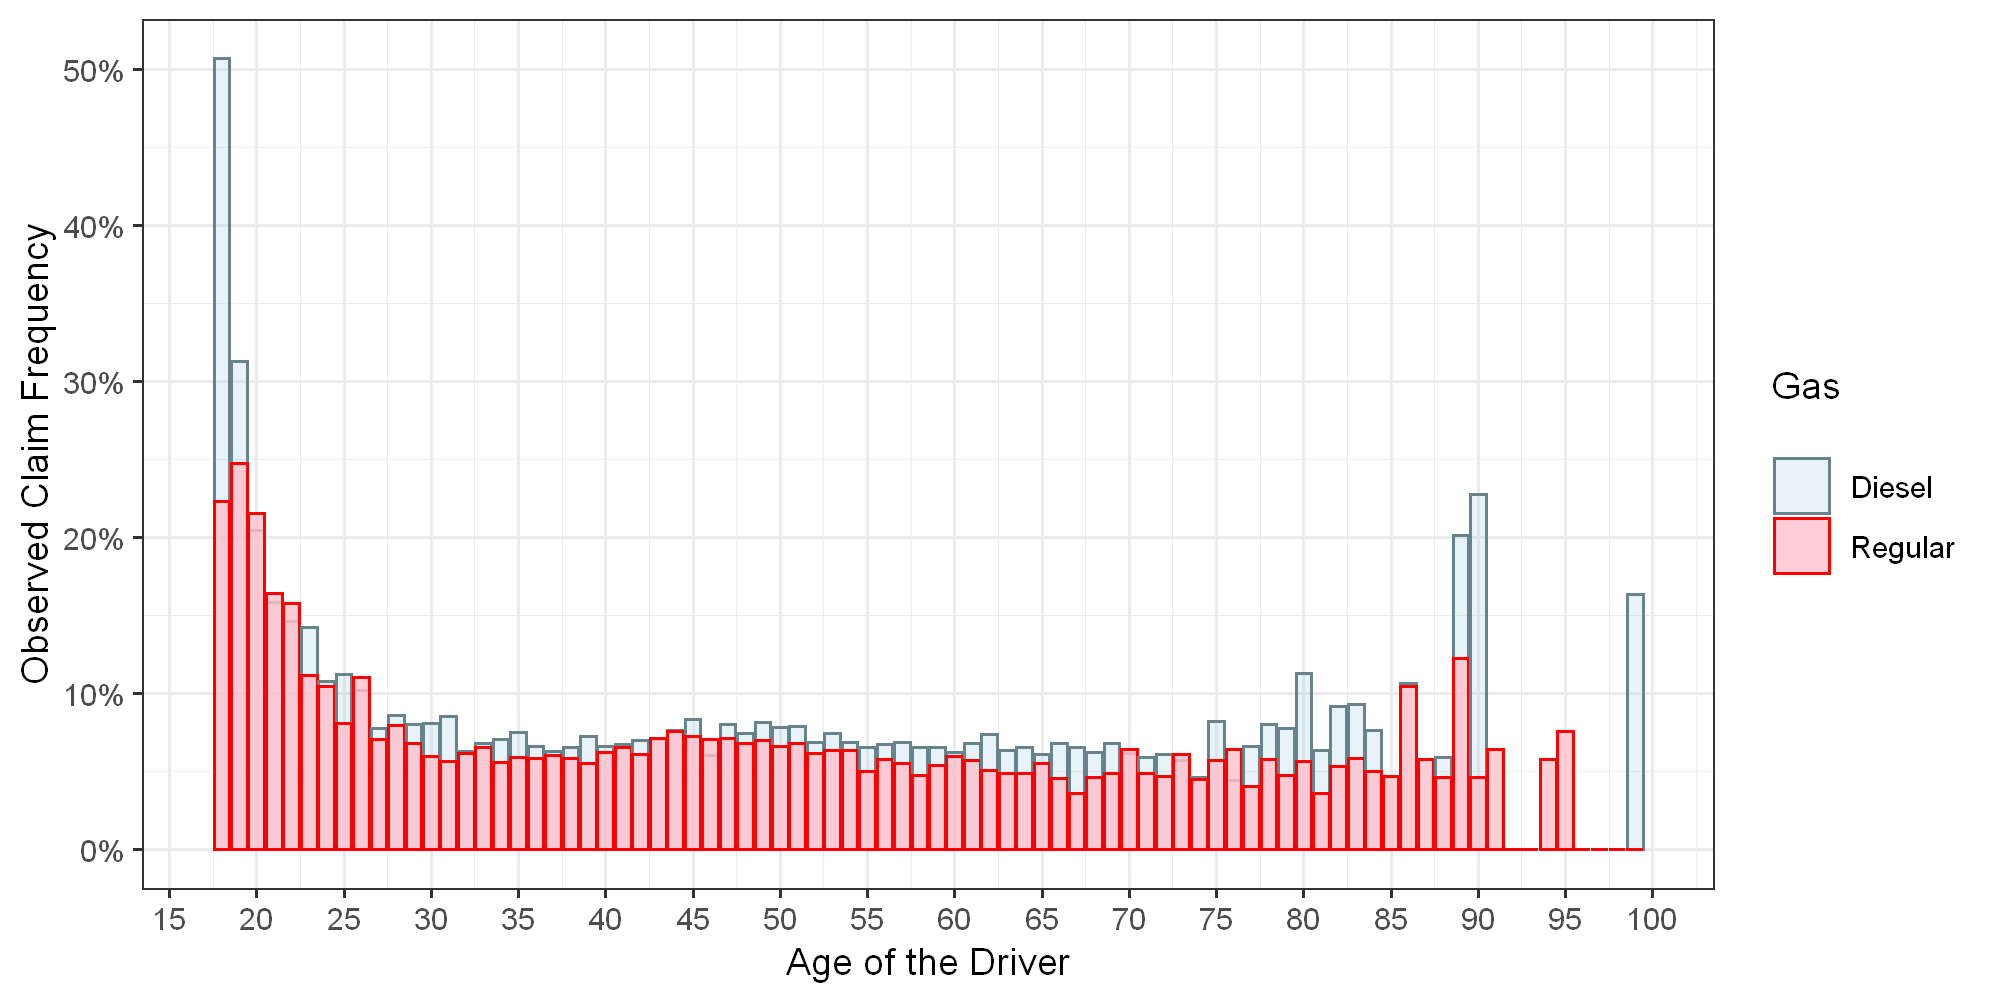 Observed Claim Frequency
50%
40%
30%
20%
10%
0%
15 20 25 30 35 40 45 50 55 60 65 70 75 80 85 90 95 100
Age of the Driver
Gas
Diesel
Regular